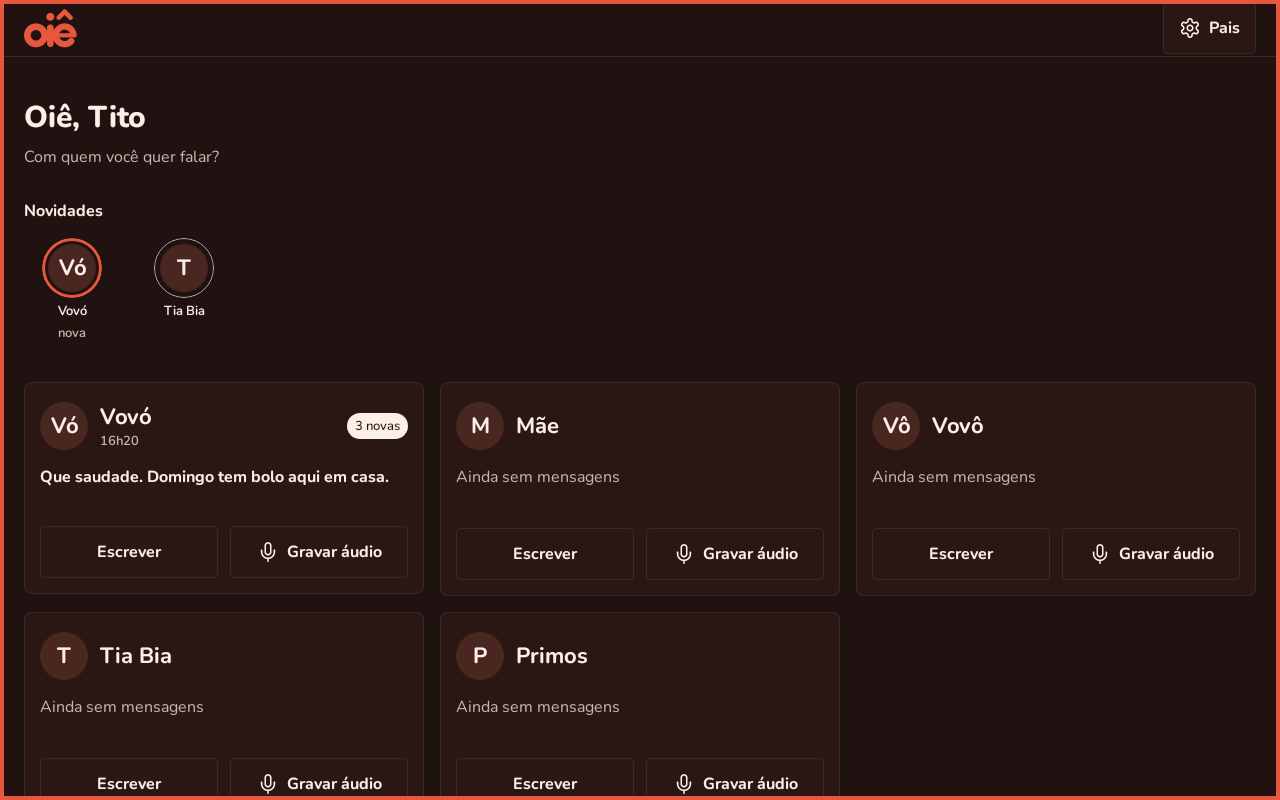 oiê
Pais
Oiê, Tito
Com quem você quer falar?
Novidades
Vó
T
Vovó
nova
Tia Bia
Vó
Vovó
16h20
3 novas
Que saudade. Domingo tem bolo aqui em casa.
Escrever
Gravar áudio
M
Mãe
Ainda sem mensagens
Escrever
Gravar áudio
Vô
Vovô
Ainda sem mensagens
Escrever
Gravar áudio
T
Tia Bia
Ainda sem mensagens
Escrever
Gravar áudio
P
Primos
Ainda sem mensagens
Escrever
Gravar áudio